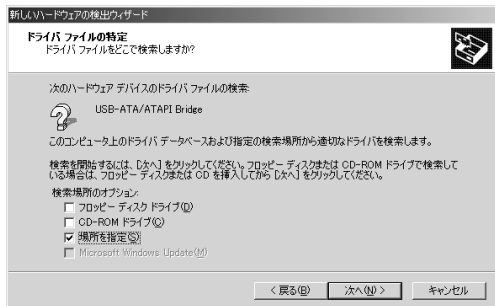 新しいハードウェアの検出ウィザード
ドライバ ファイルの特定
ドライバ ファイルをどこで検索しますか?
次のハードウェア デバイスのドライバ ファイルの検索:
USB-ATA/ATAPI Bridge
このコンピュータ上のドライバ データベースおよび指定の検索場所から適切なドライバを検索します。
検索を開始するには、[次へ] をクリックしてください。フロッピー ディスクまたは CD-ROM ドライブで検索して
いる場合は、フロッピー ディスクまたは CD を挿入してから [次へ] をクリックしてください。
検索場所のオプション:
フロッピー ディスク ドライブ(D)
CD-ROM ドライブ(C)
場所を指定(S)
Microsoft Windows Update(M)
< 戻る(B) 次へ(N) > キャンセル